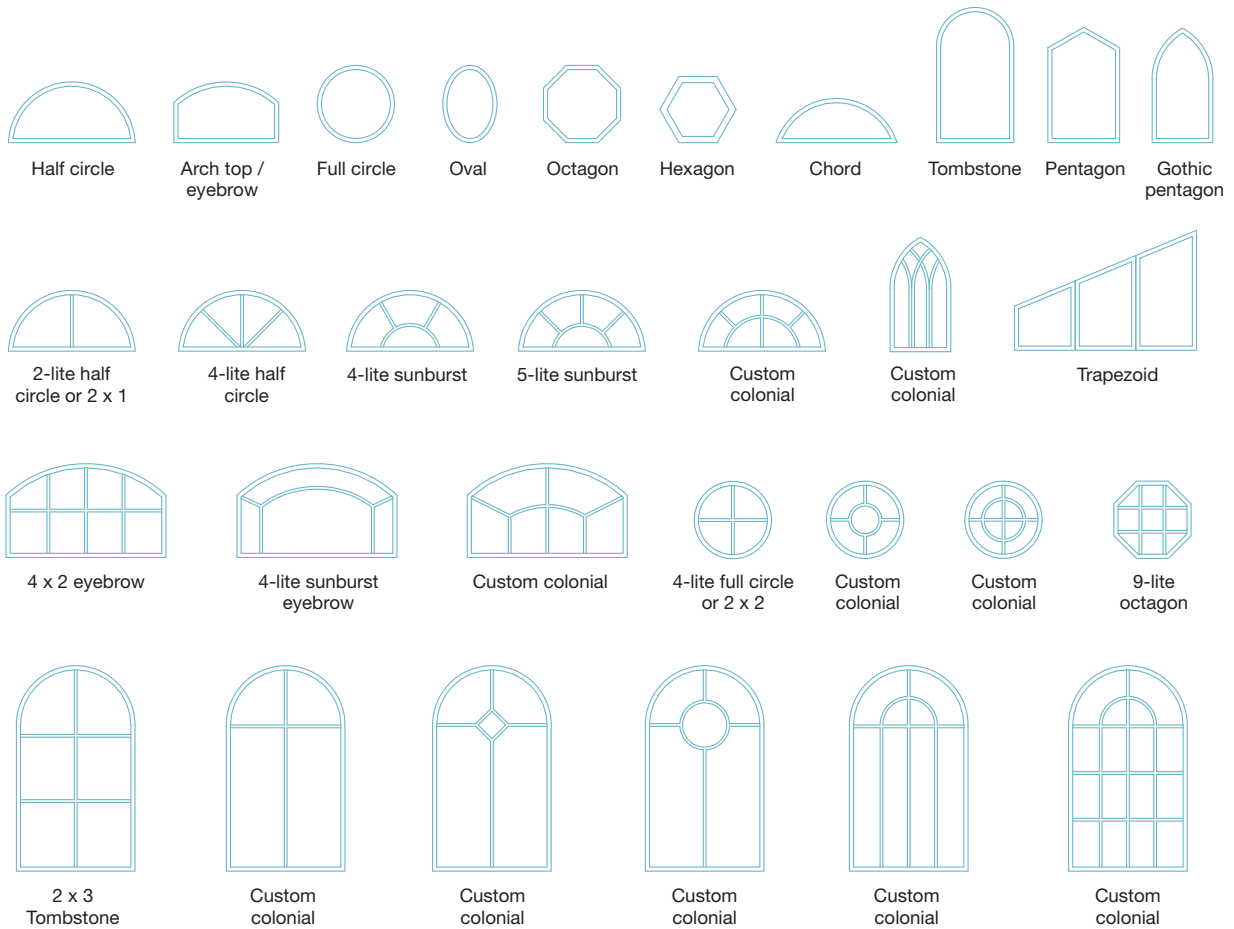 Half circle
Arch top /
eyebrow
Full circle
Oval
Octagon
Hexagon
Chord
Tombstone
Pentagon
Gothic
pentagon
2-lite half
circle or 2 x 1
4-lite half
circle
4-lite sunburst
5-lite sunburst
Custom
colonial
Custom
colonial
Trapezoid
4 x 2 eyebrow
4-lite sunburst
eyebrow
Custom colonial
4-lite full circle
or 2 x 2
Custom
colonial
Custom
colonial
9-lite
octagon
2 x 3
Tombstone
Custom
colonial
Custom
colonial
Custom
colonial
Custom
colonial
Custom
colonial